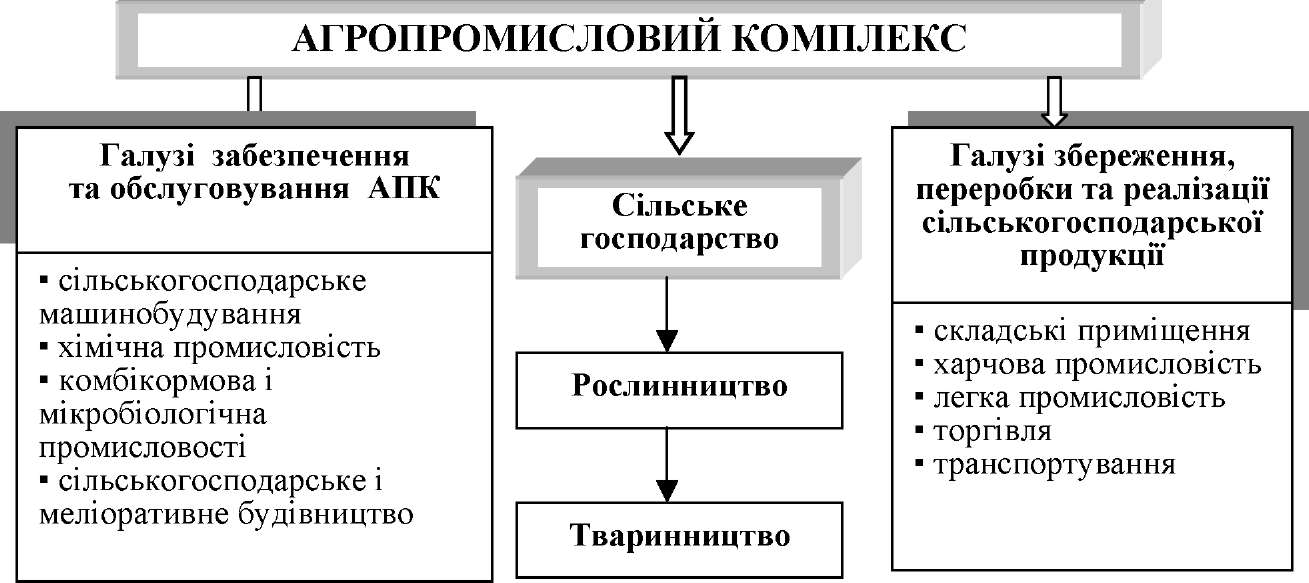 АГРОПРОМИСЛОВИЙ КОМПЛЕКС
Галузі забезпечення
та обслуговування АПК
▪ сільськогосподарське
машинобудування
▪ хімічна промисловість
▪ комбікормова і
мікробіологічна
промисловості
▪ сільськогосподарське і
меліоративне будівництво
Сільське
господарство
Рослинництво
Тваринництво
Галузі збереження,
переробки та реалізації
сільськогосподарської
продукції
▪ складські приміщення
▪ харчова промисловість
▪ легка промисловість
▪ торгівля
▪ транспортування